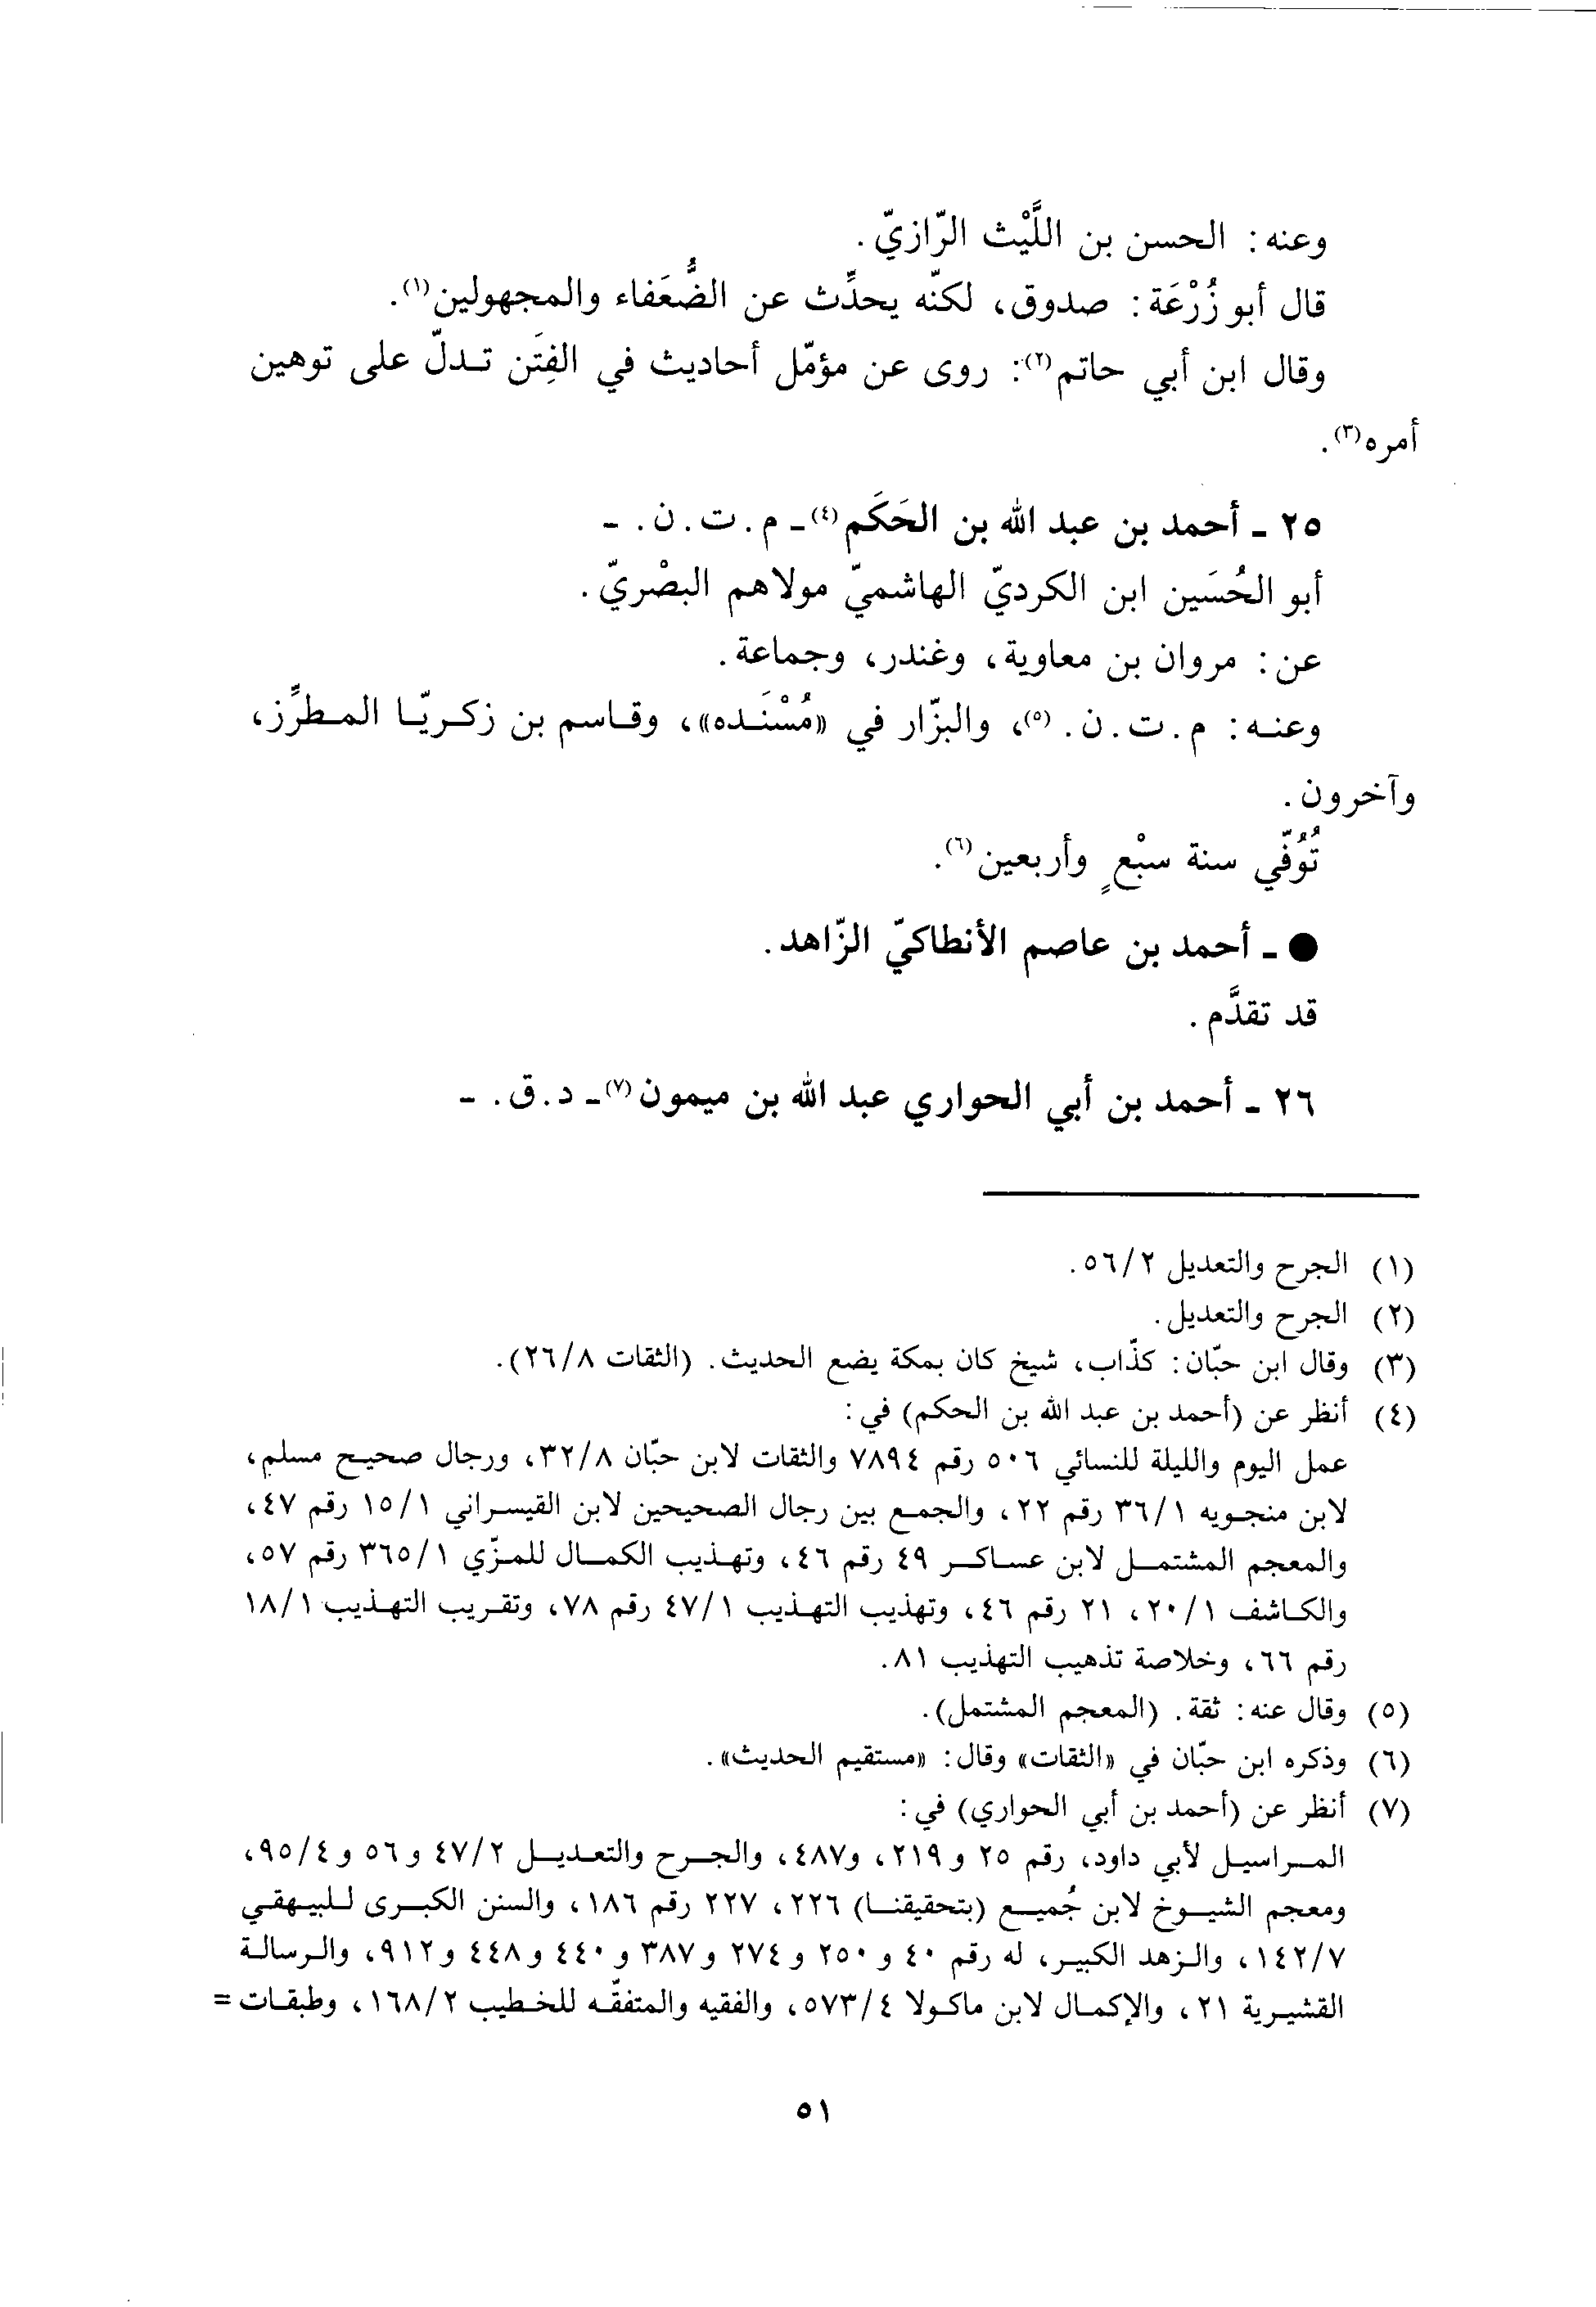 وعنه: الحسن بن اللَّيْث الرّازيّ.
قال أبو زُرْعَة: صدوق، لكنّه يحدِّث عن الضُّعَفاء والمجهولين(١).
وقال ابن أبي حاتم(٢): روى عن مؤمّل أحاديث في الفِتَن تدلّ على توهين
أمره(٣).
٢٥ - أحمد بن عبد الله بن الحَكَم(٤) - م.ت.ن. -
أبو الحُسَين ابن الكرديّ الهاشميّ مولاهم البصْريّ.
عن: مروان بن معاوية، وغندر، وجماعة.
وعنه: م.ت.ن.(٥)، والبزّار في «مُسْنَده»، وقاسم بن زكريّا المطرِّز،
وآخرون.
تُوُفّي سنة سبْعٍ وأربعين(٦).
● - أحمد بن عاصم الأنطاكيّ الزّاهد.
قد تقدَّم.
٢٦ - أحمد بن أبي الحواري عبد الله بن ميمون(٧) - د.ق. -
(١) الجرح والتعديل ٥٦/٢.
(٢) الجرح والتعديل.
(٣) وقال ابن حبّان: كذّاب، شيخ كان بمكة يضع الحديث. (الثقات ٢٦/٨).
(٤) أنظر عن (أحمد بن عبد الله بن الحكم) في:
عمل اليوم والليلة للنسائي ٥٠٦ رقم ٧٨٩٤ والثقات لابن حبّان ٣٢/٨، ورجال صحيح مسلم،
لابن منجويه ٣٦/١ رقم ٢٢، والجمع بين رجال الصحيحين لابن القيسراني ١٥/١ رقم ٤٧،
والمعجم المشتمل لابن عساكر ٤٩ رقم ٤٦، وتهذيب الكمال للمزّي ٣٦٥/١ رقم ٥٧،
والكاشف ٢٠/١، ٢١ رقم ٤٦، وتهذيب التهذيب ٤٧/١ رقم ٧٨، وتقريب التهذيب ١٨/١
رقم ٦٦، وخلاصة تذهيب التهذيب ٨١.
(٥) وقال عنه: ثقة. (المعجم المشتمل).
(٦) وذكره ابن حبّان في «الثقات» وقال: «مستقيم الحديث».
(٧) أنظر عن (أحمد بن أبي الحواري) في:
المراسيل لأبي داود، رقم ٢٥ و ٢١٩، و٤٨٧، والجرح والتعديل ٤٧/٢ و٥٦ و٩٥/٤،
ومعجم الشيوخ لابن جُميع (بتحقيقنا) ٢٢٦، ٢٢٧ رقم ١٨٦، والسنن الكبرى للبيهقي
١٤٢/٧، والزهد الكبير، له رقم ٤٠ و ٢٥٠ و ٢٧٤ و ٣٨٧ و ٤٤٠ و ٤٤٨ و٩١٢، والرسالة
القشيرية ٢١، والإكمال لابن ماكولا ٥٧٣/٤، والفقيه والمتفقّه للخطيب ١٦٨/٢، وطبقات =
٥١